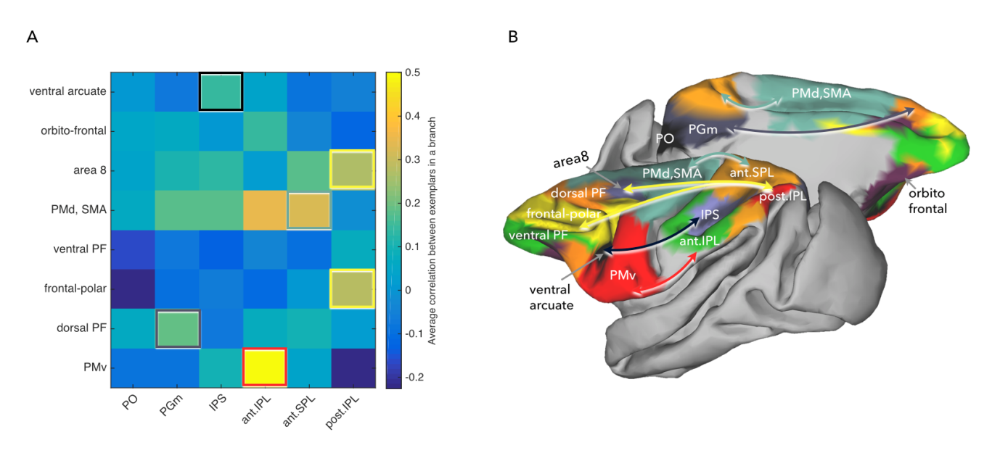 A
B
ventral arcuate
orbito-frontal
area 8
PMd, SMA
ventral PF
frontal-polar
dorsal PF
PMv
PO
PGm
IPS
ant.IPL
ant.SPL
post.IPL
0.5
0.4
0.3
0.2
0.1
0
-0.1
-0.2
Average correlation between exemplars in a branch
PMd,SMA
PGm
PO
area8
PMd,SMA
ant.SPL
dorsal PF
post.IPL
orbito
frontal
frontal-polar
IPS
ventral PF
ant.IPL
PMv
ventral
arcuate